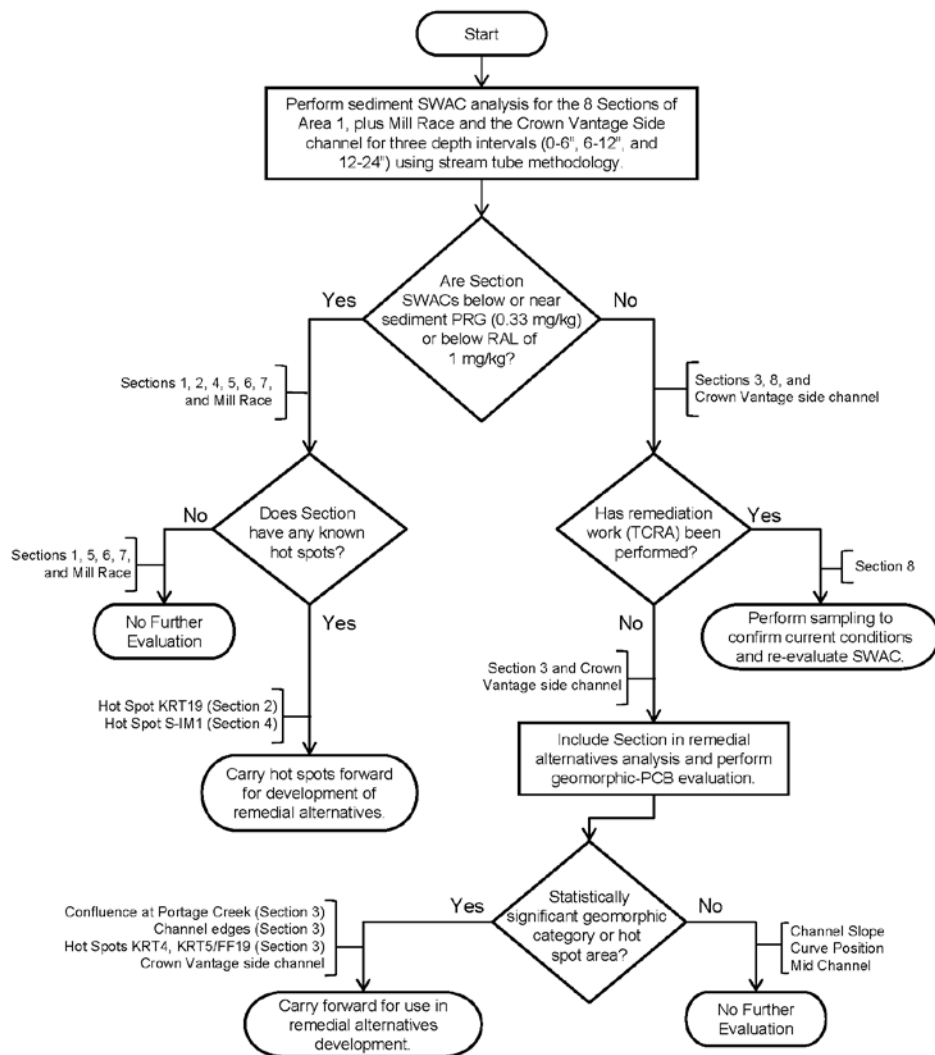 Start
Perform sediment SWAC analysis for the 8 Sections of
Area 1, plus Mill Race and the Crown Vantage Side
channel for three depth intervals (0-6", 6-12", and
12-24") using stream tube methodology.
Are Section
SWACs below or near
sediment PRG (0.33 mg/kg)
or below RAL of
1 mg/kg?
Yes
No
Sections 1, 2, 4, 5, 6, 7,
and Mill Race
Sections 3, 8, and
Crown Vantage side channel
Does Section
have any known
hot spots?
No
Yes
Sections 1, 5, 6, 7,
and Mill Race
No Further
Evaluation
Hot Spot KRT19 (Section 2)
Hot Spot S-IM1 (Section 4)
Carry hot spots forward
for development of
remedial alternatives.
Has remediation
work (TCRA) been
performed?
Yes
No
Section 8
Perform sampling to
confirm current conditions
and re-evaluate SWAC.
Section 3 and Crown
Vantage side channel
Include Section in remedial
alternatives analysis and perform
geomorphic-PCB evaluation.
Statistically
significant geomorphic
category or hot
spot area?
Yes
No
Confluence at Portage Creek (Section 3)
Channel edges (Section 3)
Hot Spots KRT4, KRT5/FF19 (Section 3)
Crown Vantage side channel
Carry forward for use in
remedial alternatives
development.
Channel Slope
Curve Position
Mid Channel
No Further
Evaluation